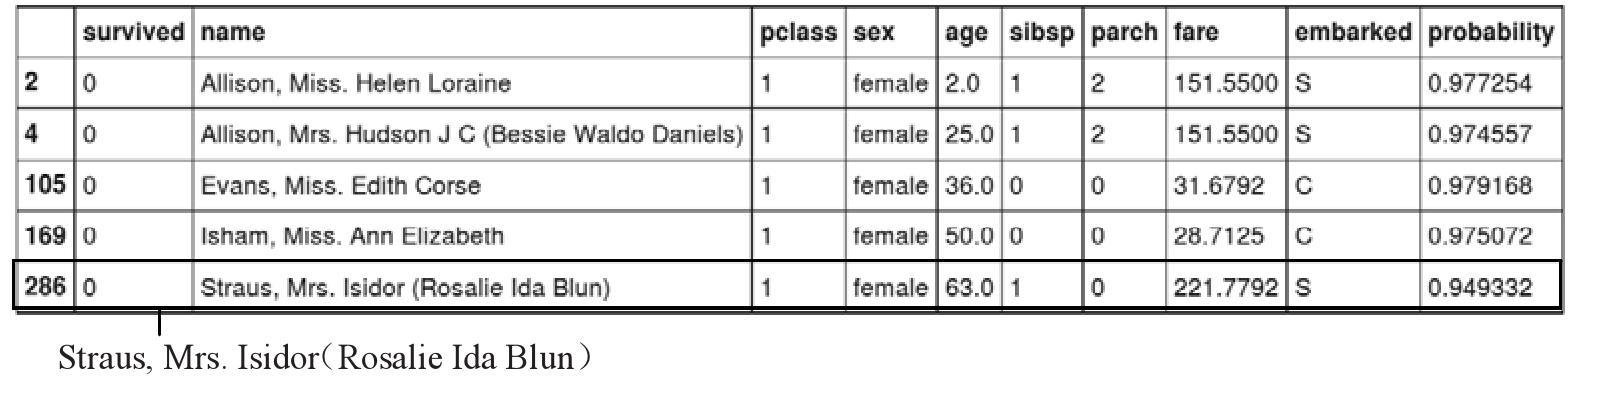 survived name pclass sex age sibsp parch fare embarked probability
2 0 Allison, Miss. Helen Loraine 1 female 2.0 1 2 151.5500 S 0.977254
4 0 Allison, Mrs. Hudson J C (Bessie Waldo Daniels) 1 female 25.0 1 2 151.5500 S 0.974557
105 0 Evans, Miss. Edith Corse 1 female 36.0 0 0 31.6792 C 0.979168
169 0 Isham, Miss. Ann Elizabeth 1 female 50.0 0 0 28.7125 C 0.975072
286 0 Straus, Mrs. Isidor (Rosalie Ida Blun) 1 female 63.0 1 0 221.7792 S 0.949332
Straus, Mrs. Isidor（Rosalie Ida Blun）